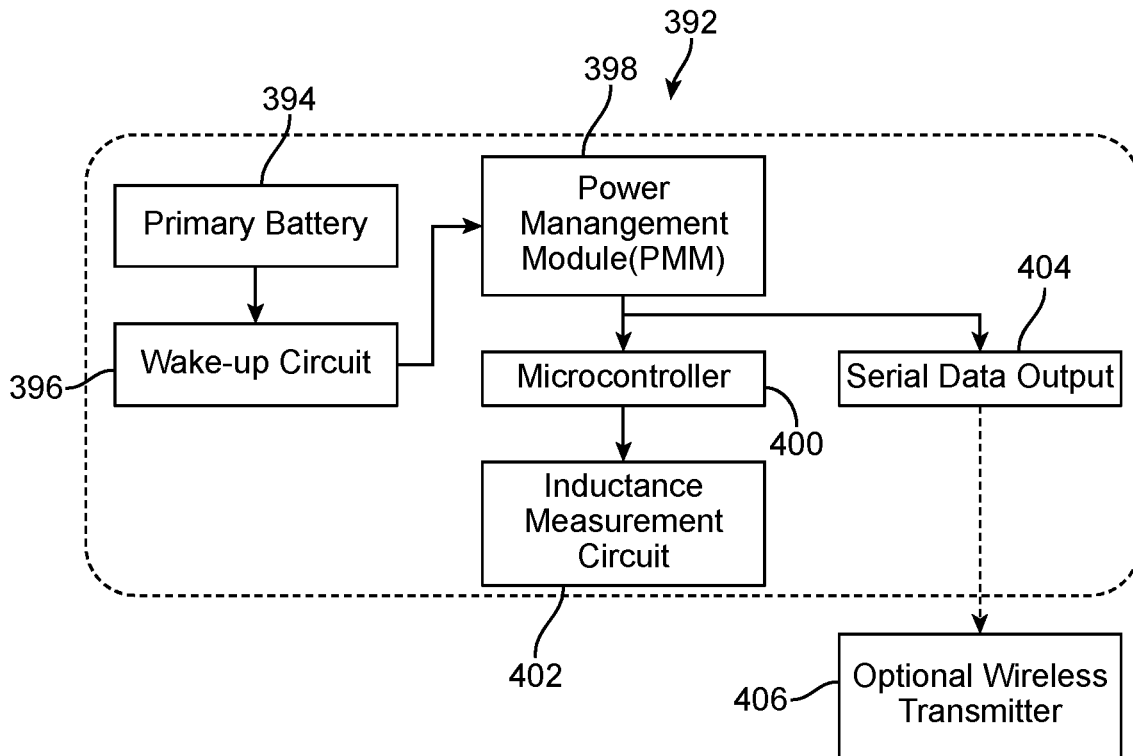 392
398
394
Power
Manangement
Module(PMM)
Primary Battery
404
Wake-up Circuit
396
Microcontroller
Serial Data Output
400
Inductance
Measurement
Circuit
402
406
Optional Wireless
Transmitter